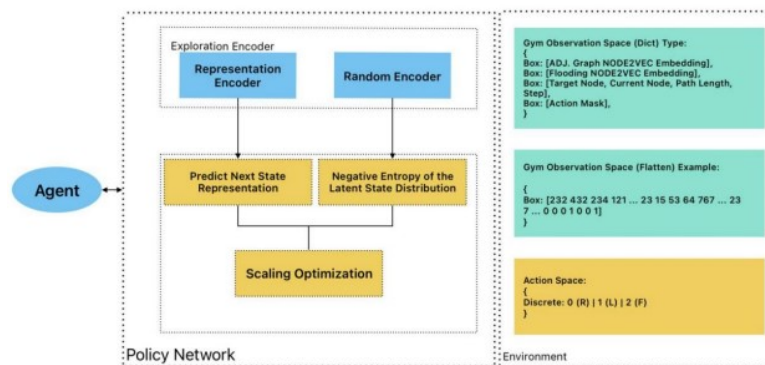 Exploration Encoder
Representation
Encoder
Random Encoder
Agent
Predict Next State
Representation
Negative Entropy of the
Latent State Distribution
Scaling Optimization
Policy Network
Gym Observation Space (Dict) Type:
{
Box: [ADJ. Graph NODE2VEC Embedding],
Box: [Flooding NODE2VEC Embedding],
Box: [Target Node, Current Node, Path Length,
Step],
Box: [Action Mask],
}
Gym Observation Space (Flatten) Example:
{
Box: [232 432 234 121 ... 23 15 53 64 767 ... 23
7 ... 0 0 0 1 0 0 1]
}
Action Space:
{
Discrete: 0 (R) | 1 (L) | 2 (F)
}
Environment